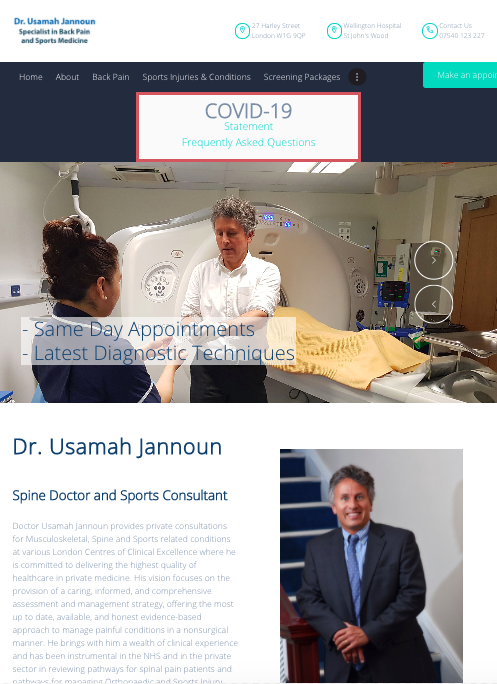 Dr. Usamah Jannoun
Specialist in Back Pain
and Sports Medicine
27 Harley Street
London W1G 9QP
Wellington Hospital
St John's Wood
Contact Us
07540 123 227
Home About Back Pain Sports Injuries & Conditions Screening Packages
Make an appoin
COVID-19
Statement
Frequently Asked Questions
- Same Day Appointments
- Latest Diagnostic Techniques
Dr. Usamah Jannoun
Spine Doctor and Sports Consultant
Doctor Usamah Jannoun provides private consultations
for Musculoskeletal, Spine and Sports related conditions
at various London Centres of Clinical Excellence where he
is committed to delivering the highest quality of
healthcare in private medicine. His vision focuses on the
provision of a caring, informed, and comprehensive
assessment and management strategy, offering the most
up to date, available, and honest evidence-based
approach to manage painful conditions in a nonsurgical
manner. He brings with him a wealth of clinical experience
and has been instrumental in the NHS and in the private
sector in reviewing pathways for spinal pain patients and
pathways for managing Orthopaedic and Sports Injury